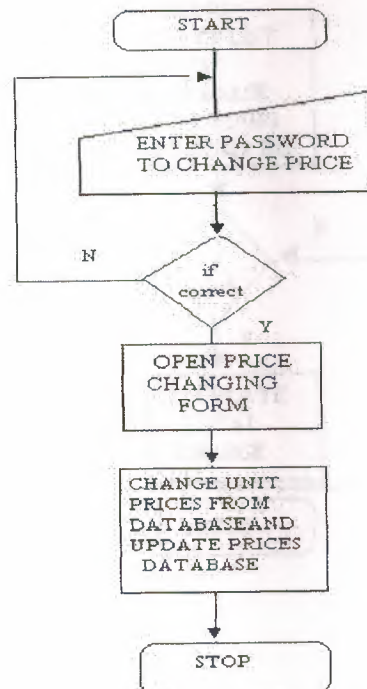 START
ENTER PASSWORD
TO CHANGE PRICE
N
if
correct
Y
OPEN PRICE
CHANGING
FORM
CHANGE UNIT
PRICES FROM
DATABASEAND
UPDATE PRICES
DATABASE
STOP